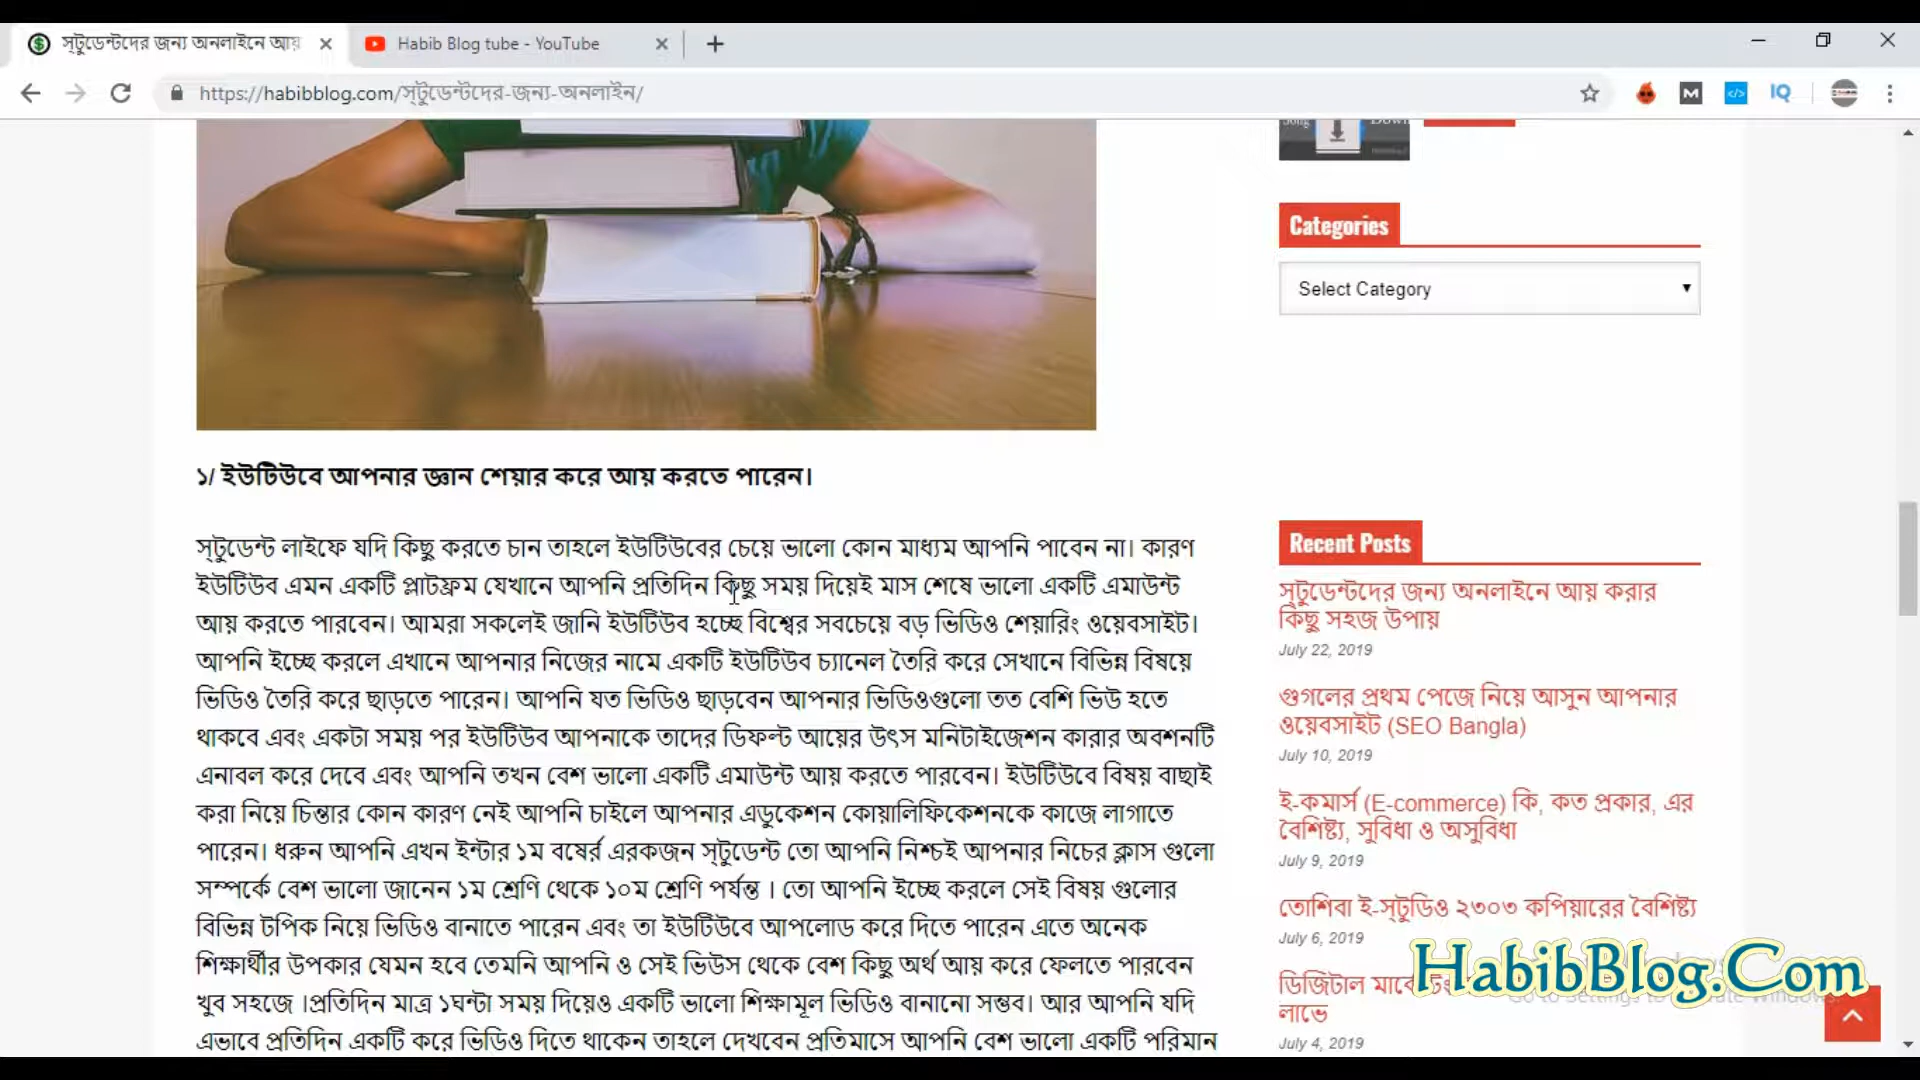 স্টুডেন্টদের জন্য অনলাইনে আয়
Habib Blog tube - YouTube
https://habibblog.com/স্টুডেন্টদের-জন্য-অনলাইন/
Categories
Select Category
১/ ইউটিউবে আপনার জ্ঞান শেয়ার করে আয় করতে পারেন।
স্টুডেন্ট লাইফে যদি কিছু করতে চান তাহলে ইউটিউবের চেয়ে ভালো কোন মাধ্যম আপনি পাবেন না। কারণ
ইউটিউব এমন একটি প্লাটফ্রম যেখানে আপনি প্রতিদিন কিছু সময় দিয়েই মাস শেষে ভালো একটি এমাউন্ট
আয় করতে পারবেন। আমরা সকলেই জানি ইউটিউব হচ্ছে বিশ্বের সবচেয়ে বড় ভিডিও শেয়ারিং ওয়েবসাইট।
আপনি ইচ্ছে করলে এখানে আপনার নিজের নামে একটি ইউটিউব চ্যানেল তৈরি করে সেখানে বিভিন্ন বিষয়ে
ভিডিও তৈরি করে ছাড়তে পারেন। আপনি যত ভিডিও ছাড়বেন আপনার ভিডিওগুলো তত বেশি ভিউ হতে
থাকবে এবং একটা সময় পর ইউটিউব আপনাকে তাদের ডিফল্ট আয়ের উৎস মনিটাইজেশন কারার অবশনটি
এনাবল করে দেবে এবং আপনি তখন বেশ ভালো একটি এমাউন্ট আয় করতে পারবেন। ইউটিউবে বিষয় বাছাই
করা নিয়ে চিন্তার কোন কারণ নেই আপনি চাইলে আপনার এডুকেশন কোয়ালিফিকেশনকে কাজে লাগাতে
পারেন। ধরুন আপনি এখন ইন্টার ১ম বষের্র এরকজন স্টুডেন্ট তো আপনি নিশ্চই আপনার নিচের ক্লাস গুলো
সম্পর্কে বেশ ভালো জানেন ১ম শ্রেণি থেকে ১০ম শ্রেণি পর্যন্ত । তো আপনি ইচ্ছে করলে সেই বিষয় গুলোর
বিভিন্ন টপিক নিয়ে ভিডিও বানাতে পারেন এবং তা ইউটিউবে আপলোড করে দিতে পারেন এতে অনেক
শিক্ষার্থীর উপকার যেমন হবে তেমনি আপনি ও সেই ভিউস থেকে বেশ কিছু অর্থ আয় করে ফেলতে পারবেন
খুব সহজে ।প্রতিদিন মাত্র ১ঘন্টা সময় দিয়েও একটি ভালো শিক্ষামূল ভিডিও বানানো সম্ভব। আর আপনি যদি
এভাবে প্রতিদিন একটি করে ভিডিও দিতে থাকেন তাহলে দেখবেন প্রতিমাসে আপনি বেশ ভালো একটি পরিমান
Recent Posts
স্টুডেন্টদের জন্য অনলাইনে আয় করার
কিছু সহজ উপায়
July 22, 2019
গুগলের প্রথম পেজে নিয়ে আসুন আপনার
ওয়েবসাইট (SEO Bangla)
July 10, 2019
ই-কমার্স (E-commerce) কি, কত প্রকার, এর
বৈশিষ্ট্য, সুবিধা ও অসুবিধা
July 9, 2019
তোশিবা ই-স্টুডিও ২৩০৩ কপিয়ারের বৈশিষ্ট্য
July 6, 2019
ডিজিটাল
লাভে
July 4, 2019
HabibBlog.Com